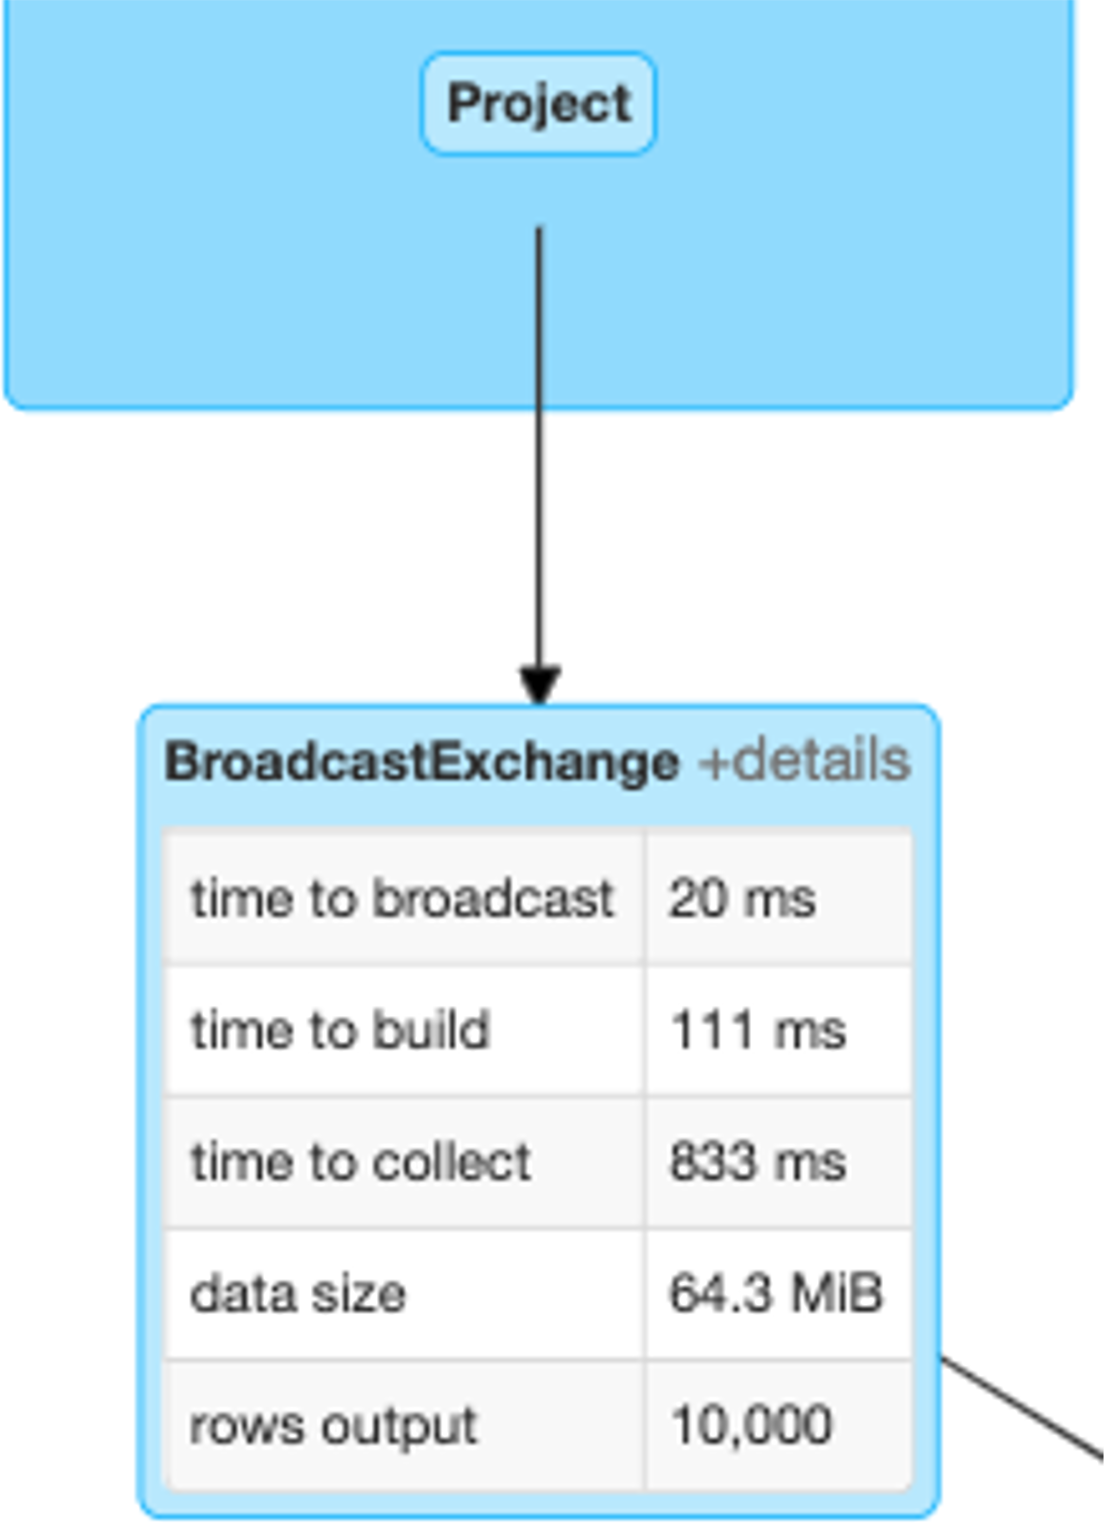 Project
BroadcastExchange +details
time to broadcast 20 ms
time to build 111 ms
time to collect 833 ms
data size 64.3 MiB
rows output 10,000